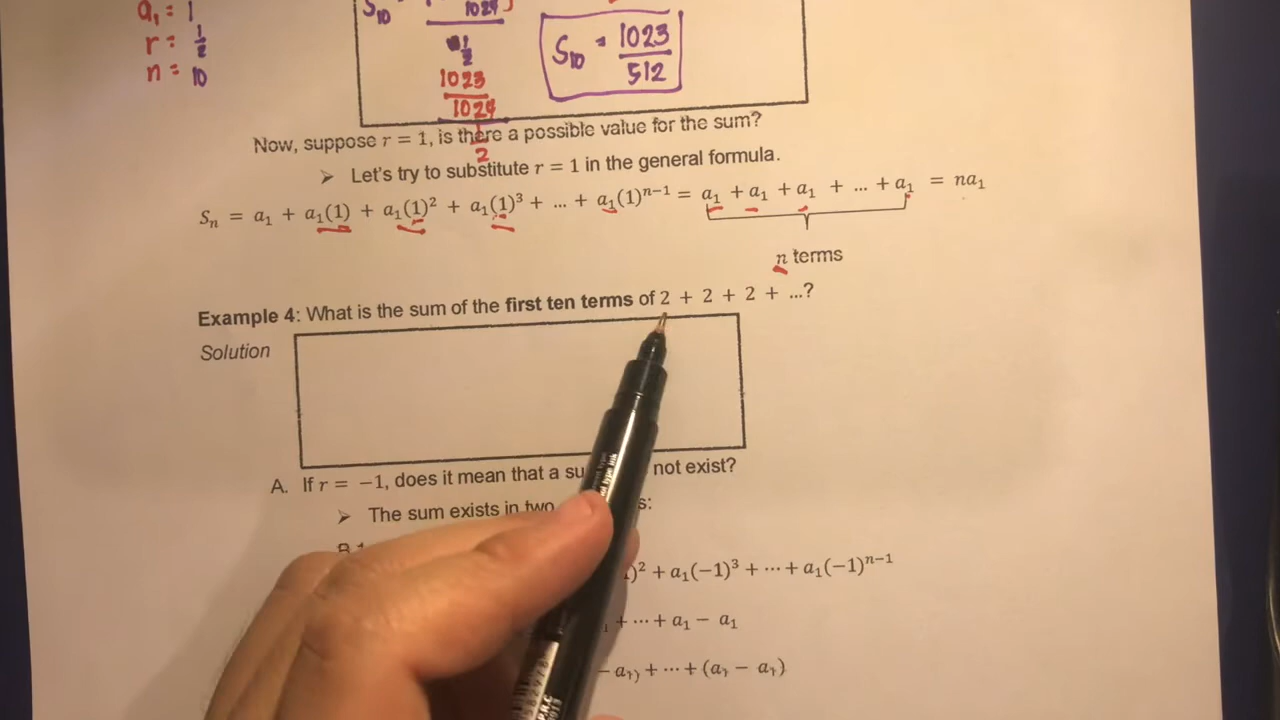 a₁ = 1
r = 1/2
n = 10
S₁₀
1024
1/2
1023/1024
1/2
S₁₀ = 1023/512
Now, suppose r = 1, is there a possible value for the sum?
➢ Let's try to substitute r = 1 in the general formula.
Sₙ = a₁ + a₁(1) + a₁(1)² + a₁(1)³ + ... + a₁(1)ⁿ⁻¹ = a₁ + a₁ + a₁ + ... + a₁ = na₁
n terms
Example 4: What is the sum of the first ten terms of 2 + 2 + 2 + ...?
Solution
A. If r = −1, does it mean that a su not exist?
➢ The sum exists in two s:
)² + a₁(−1)³ + ⋯ + a₁(−1)ⁿ⁻¹
+ ⋯ + a₁ − a₁
− a₁) + ⋯ + (a₁ − a₁)